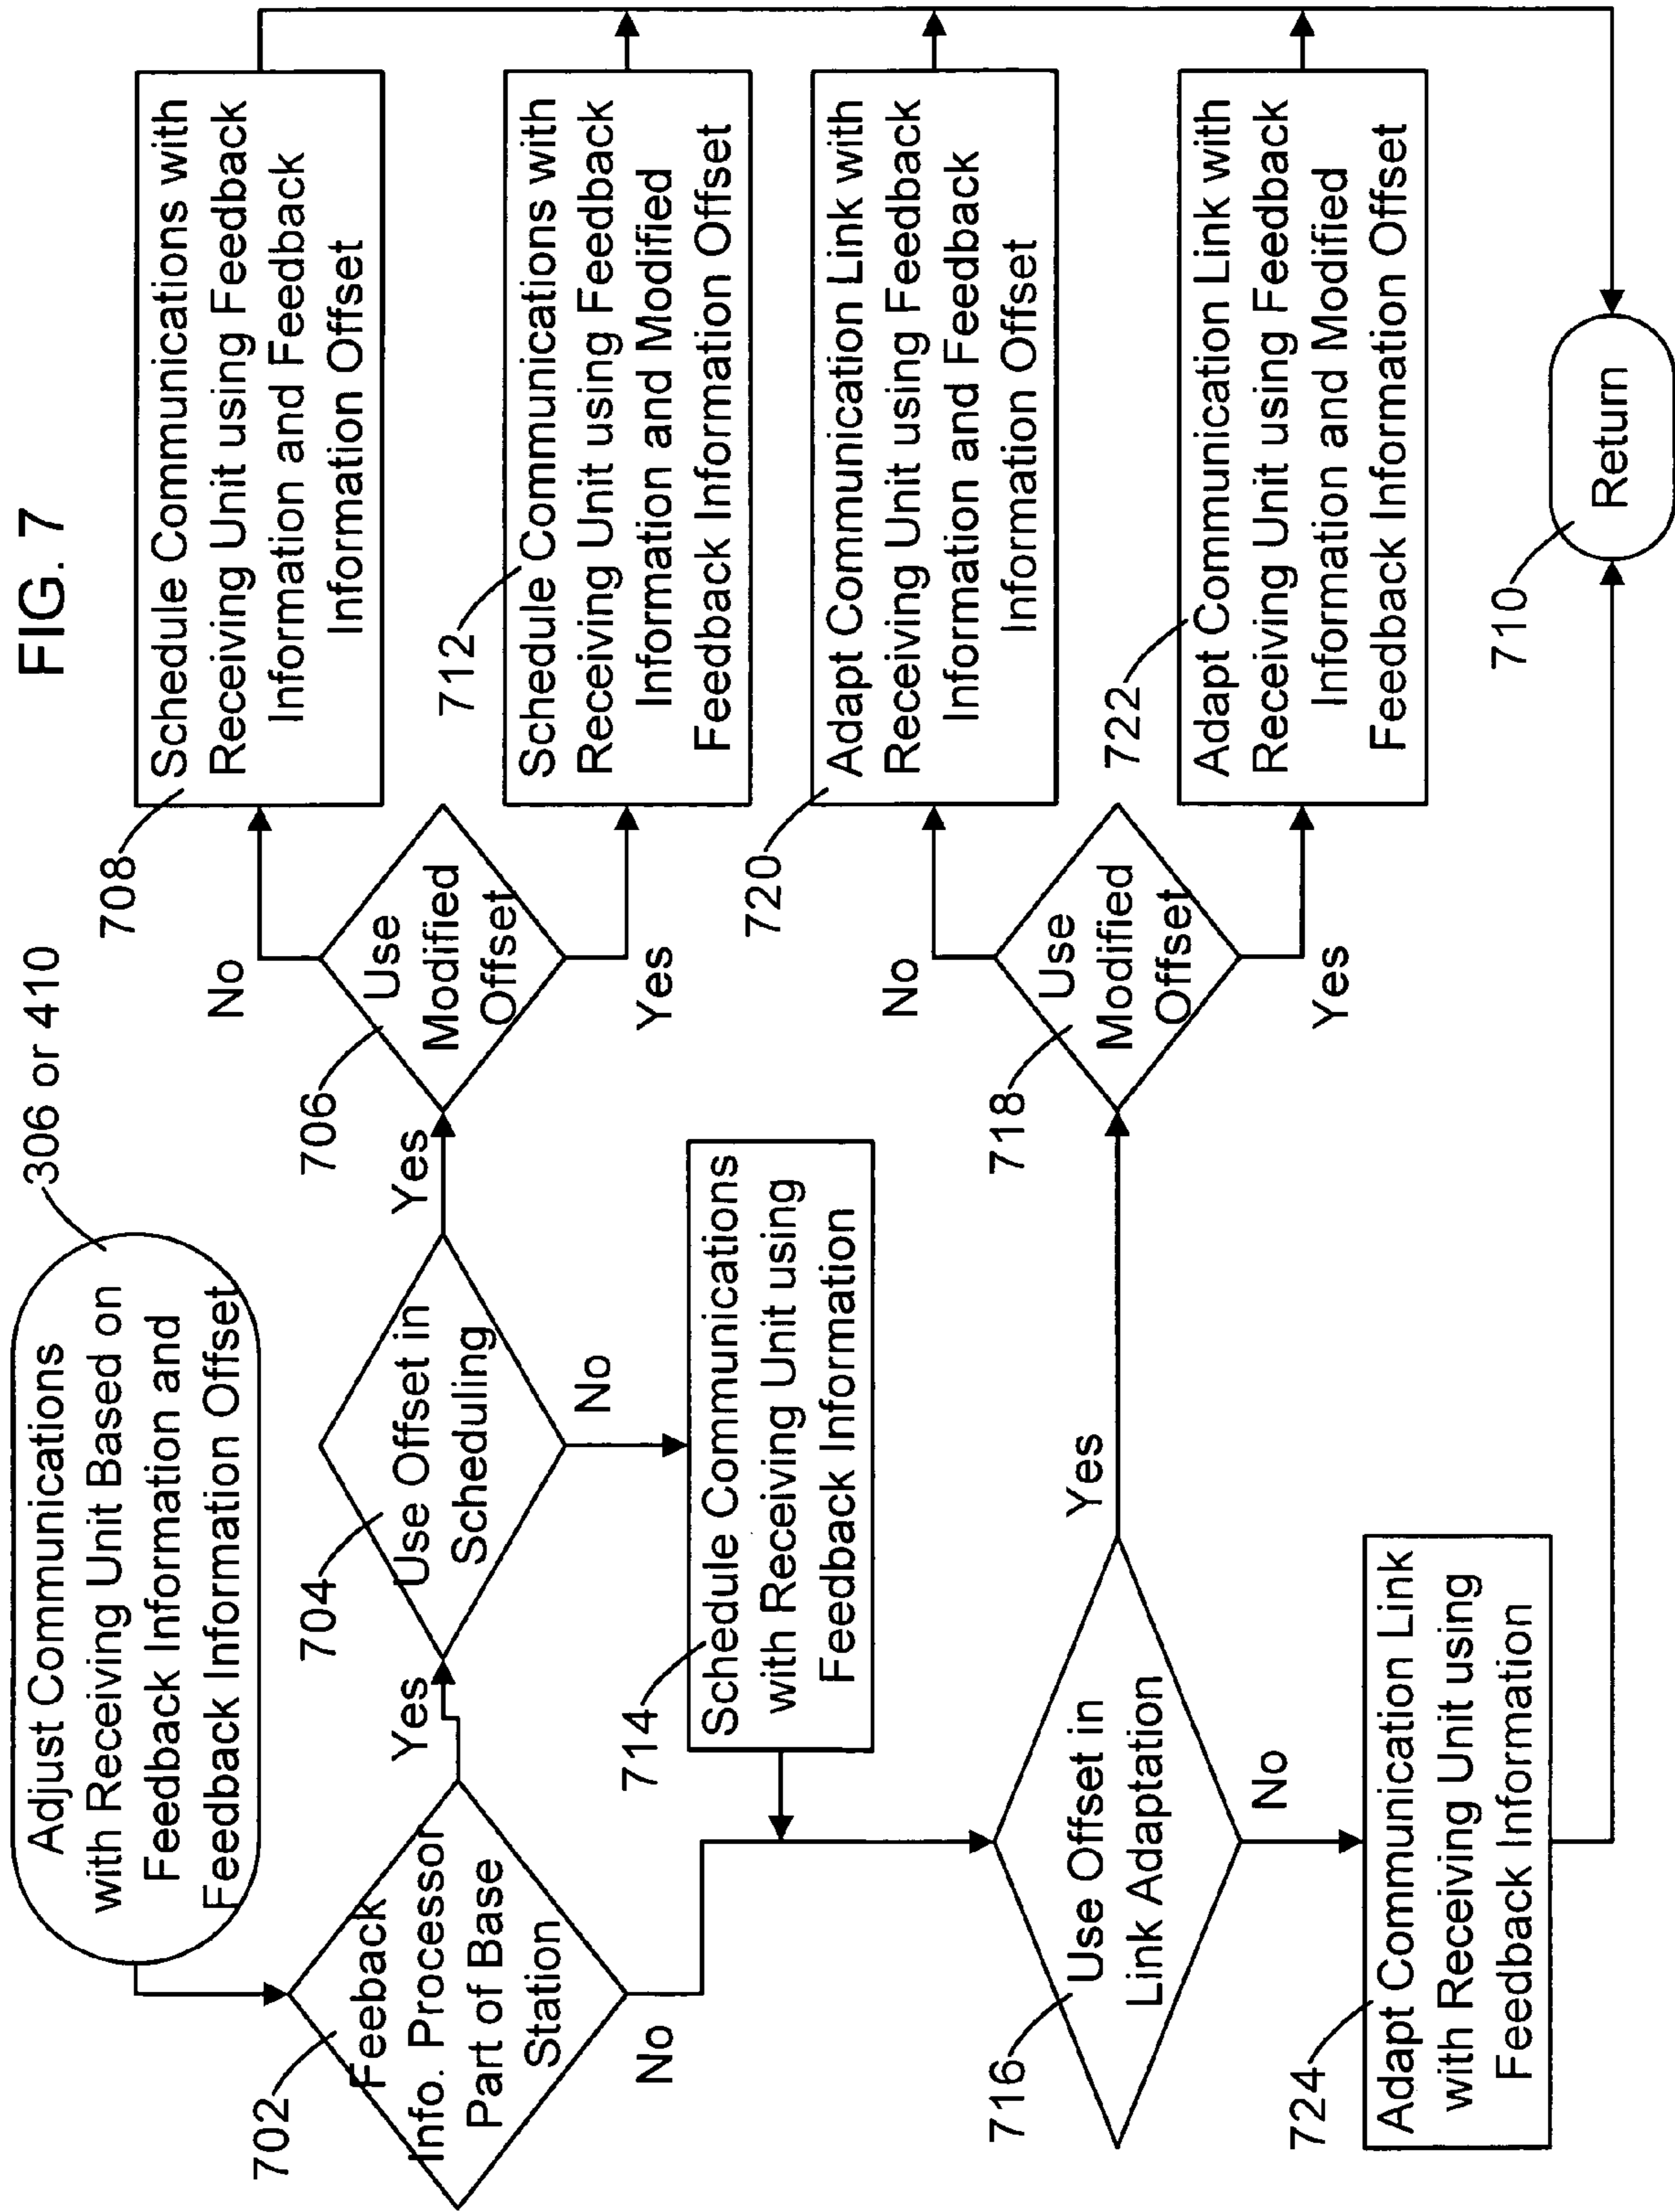 FIG. 7
306 or 410
Adjust Communications
with Receiving Unit Based on
Feedback Information and
Feedback Information Offset
702
Feeback
Info. Processor
Part of Base
Station
Yes
No
704
Use Offset in
Scheduling
Yes
No
706
Use
Modified
Offset
No
Yes
708
Schedule Communications with
Receiving Unit using Feedback
Information and Feedback
Information Offset
712
Schedule Communications with
Receiving Unit using Feedback
Information and Modified
Feedback Information Offset
714
Schedule Communications
with Receiving Unit using
Feedback Information
716
Use Offset in
Link Adaptation
Yes
No
718
Use
Modified
Offset
No
Yes
720
Adapt Communication Link with
Receiving Unit using Feedback
Information and Feedback
Information Offset
722
Adapt Communication Link with
Receiving Unit using Feedback
Information and Modified
Feedback Information Offset
724
Adapt Communication Link
with Receiving Unit using
Feedback Information
710
Return